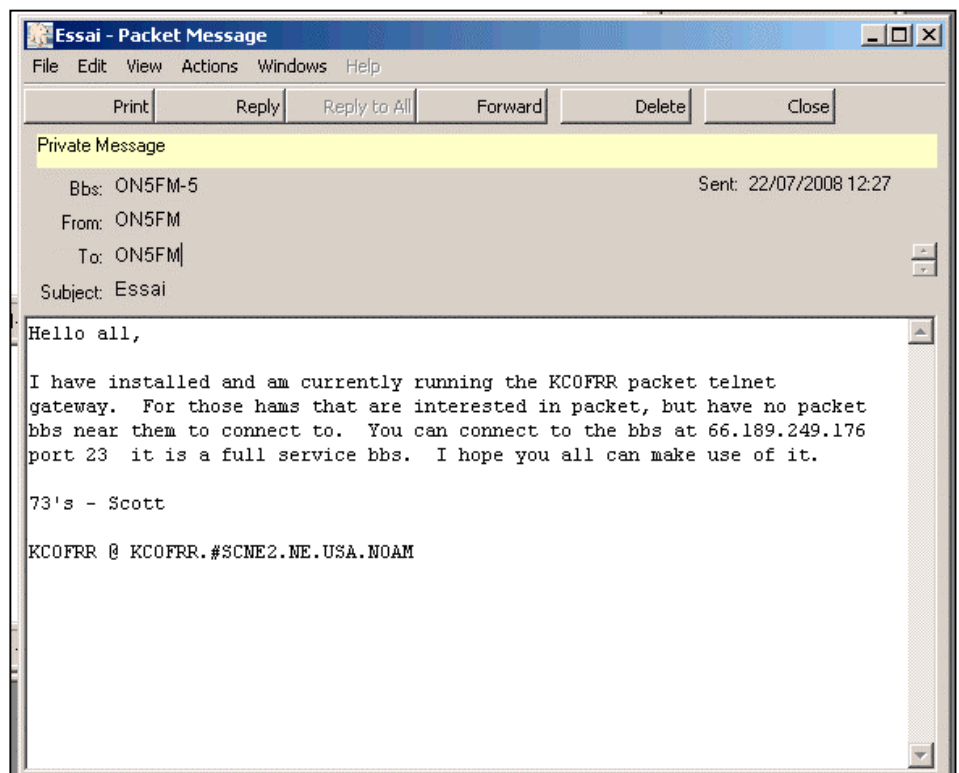 Essai - Packet Message
File Edit View Actions Windows Help
Print Reply Reply to All Forward Delete Close
Private Message
Bbs: ON5FM-5 Sent: 22/07/2008 12:27
From: ON5FM
To: ON5FM
Subject: Essai
Hello all,
I have installed and am currently running the KC0FRR packet telnet
gateway. For those hams that are interested in packet, but have no packet
bbs near them to connect to. You can connect to the bbs at 66.189.249.176
port 23 it is a full service bbs. I hope you all can make use of it.
73's - Scott
KC0FRR @ KC0FRR.#SCNE2.NE.USA.NOAM